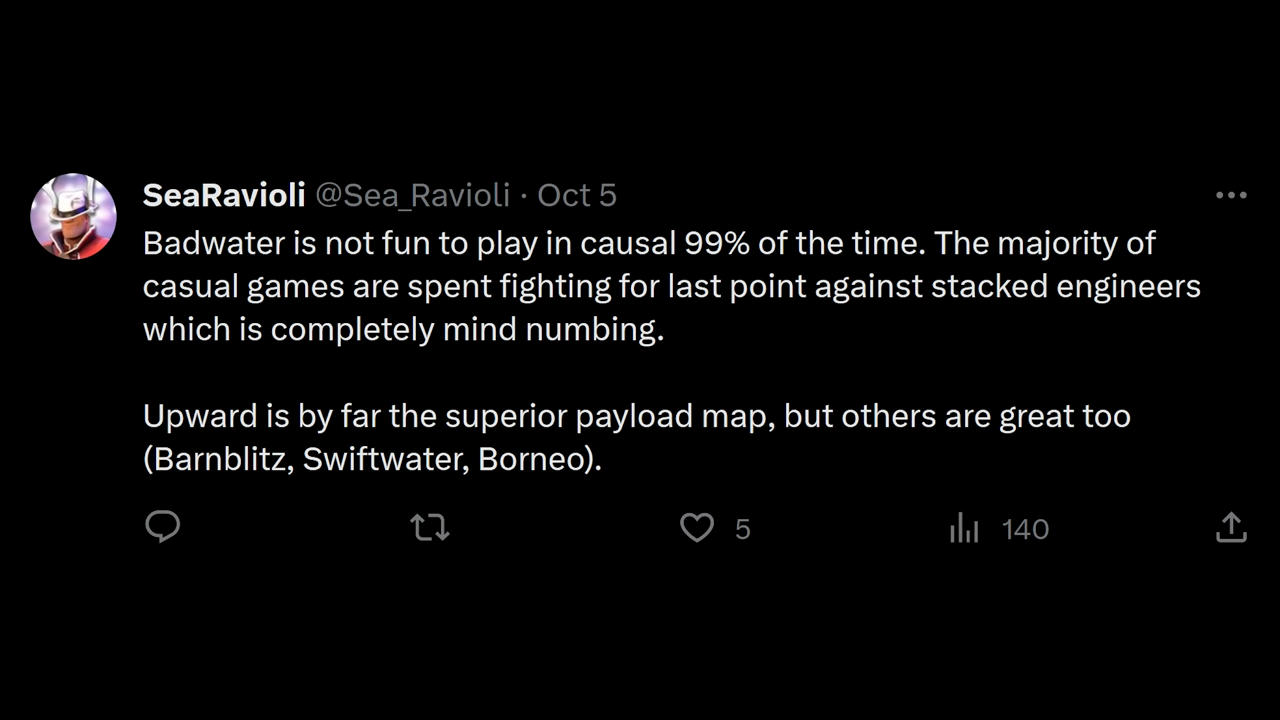 SeaRavioli @Sea_Ravioli · Oct 5
Badwater is not fun to play in causal 99% of the time. The majority of
casual games are spent fighting for last point against stacked engineers
which is completely mind numbing.
Upward is by far the superior payload map, but others are great too
(Barnblitz, Swiftwater, Borneo).
5 140